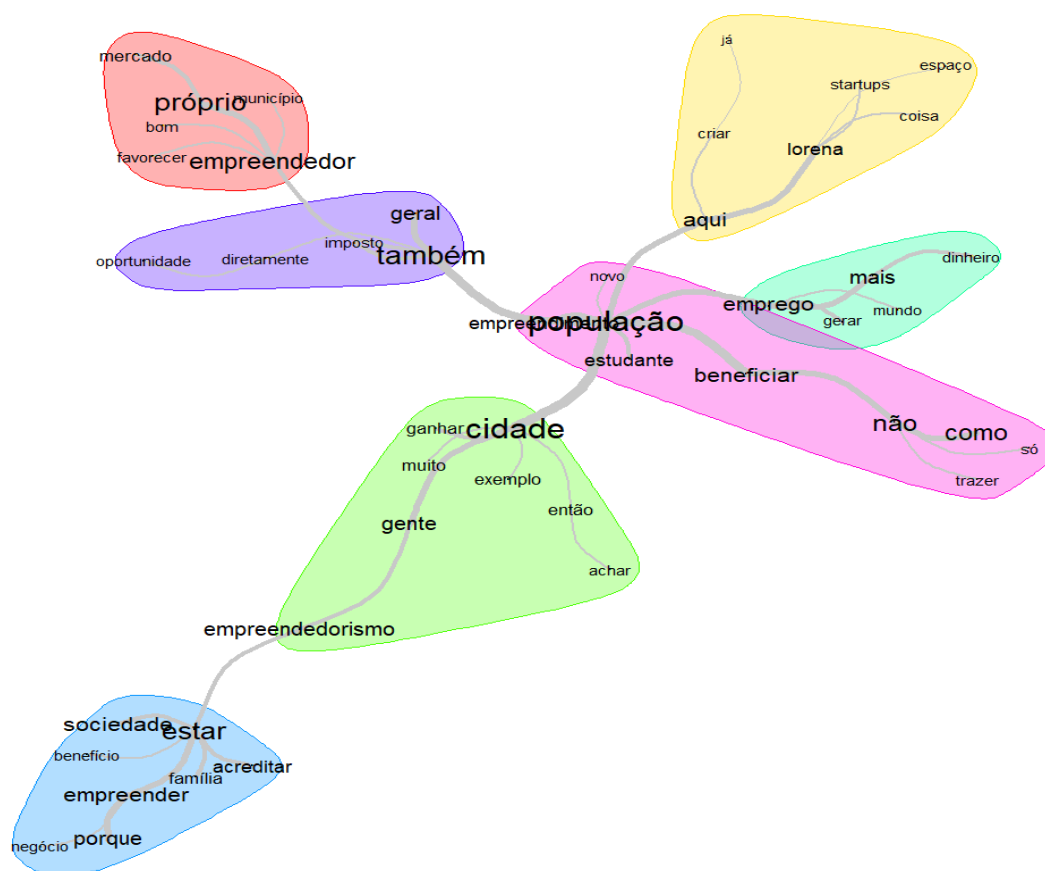 mercado
próprio
município
bom
favorecer
empreendedor
já
espaço
startups
coisa
criar
lorena
aqui
geral
imposto
também
oportunidade
diretamente
novo
mais
dinheiro
emprego
gerar
mundo
empreendimento
população
estudante
beneficiar
não
como
só
trazer
ganhar
cidade
muito
exemplo
gente
então
achar
empreendedorismo
sociedade
estar
benefício
família
acreditar
empreender
porque
negócio